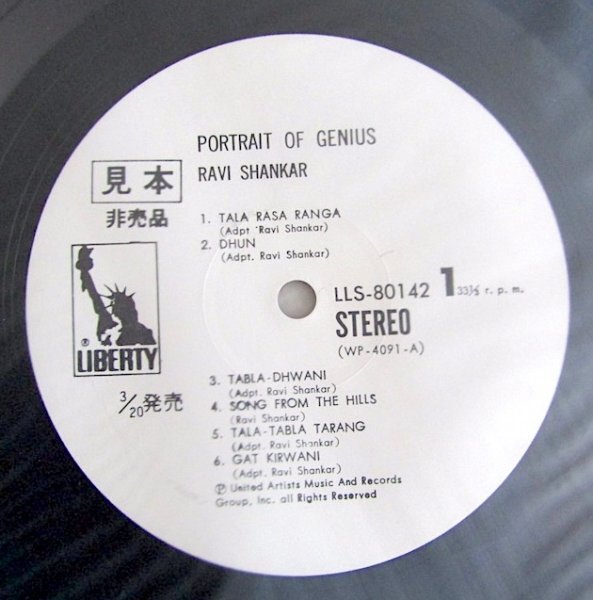 PORTRAIT OF GENIUS
RAVI SHANKAR
見本
非売品
1. TALA RASA RANGA
(Adpt. Ravi Shankar)
2. DHUN
(Adpt. Ravi Shankar)
LLS-80142 1 33⅓ r. p. m.
STEREO
(WP-4091-A)
® LIBERTY
3/20発売
3. TABLA-DHWANI
(Adpt. Ravi Shankar)
4. SONG FROM THE HILLS
(Ravi Shankar)
5. TALA-TABLA TARANG
(Adpt. Ravi Shankar)
6. GAT KIRWANI
(Adpt. Ravi Shankar)
Ⓟ United Artists Music And Records
Group, Inc. all Rights Reserved